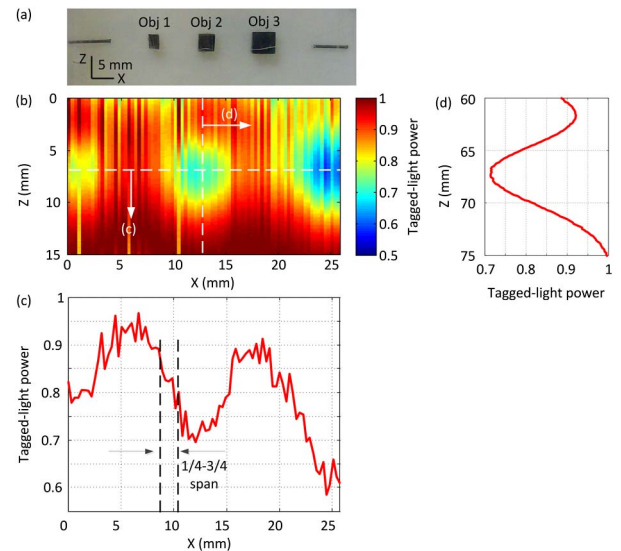 (a)
Obj 1 Obj 2 Obj 3
Z
5 mm
X
(b)
0
5
10
15
Z (mm)
(d)
(c)
0 5 10 15 20 25
X (mm)
1
0.9
0.8
0.7
0.6
0.5
Tagged-light power
(d)
60
65
70
75
Z (mm)
0.7 0.8 0.9 1
Tagged-light power
(c)
1
0.9
0.8
0.7
0.6
Tagged-light power
1/4-3/4
span
0 5 10 15 20 25
X (mm)